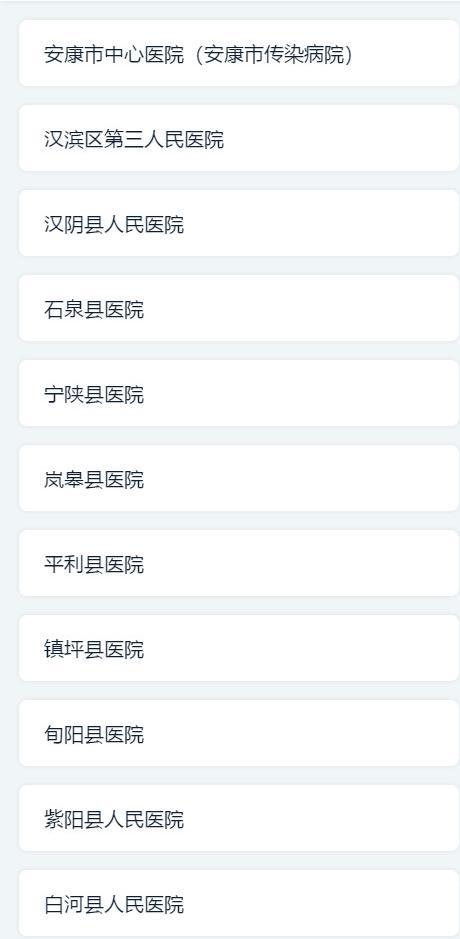 安康市中心医院（安康市传染病院）
汉滨区第三人民医院
汉阴县人民医院
石泉县医院
宁陕县医院
岚皋县医院
平利县医院
镇坪县医院
旬阳县医院
紫阳县人民医院
白河县人民医院